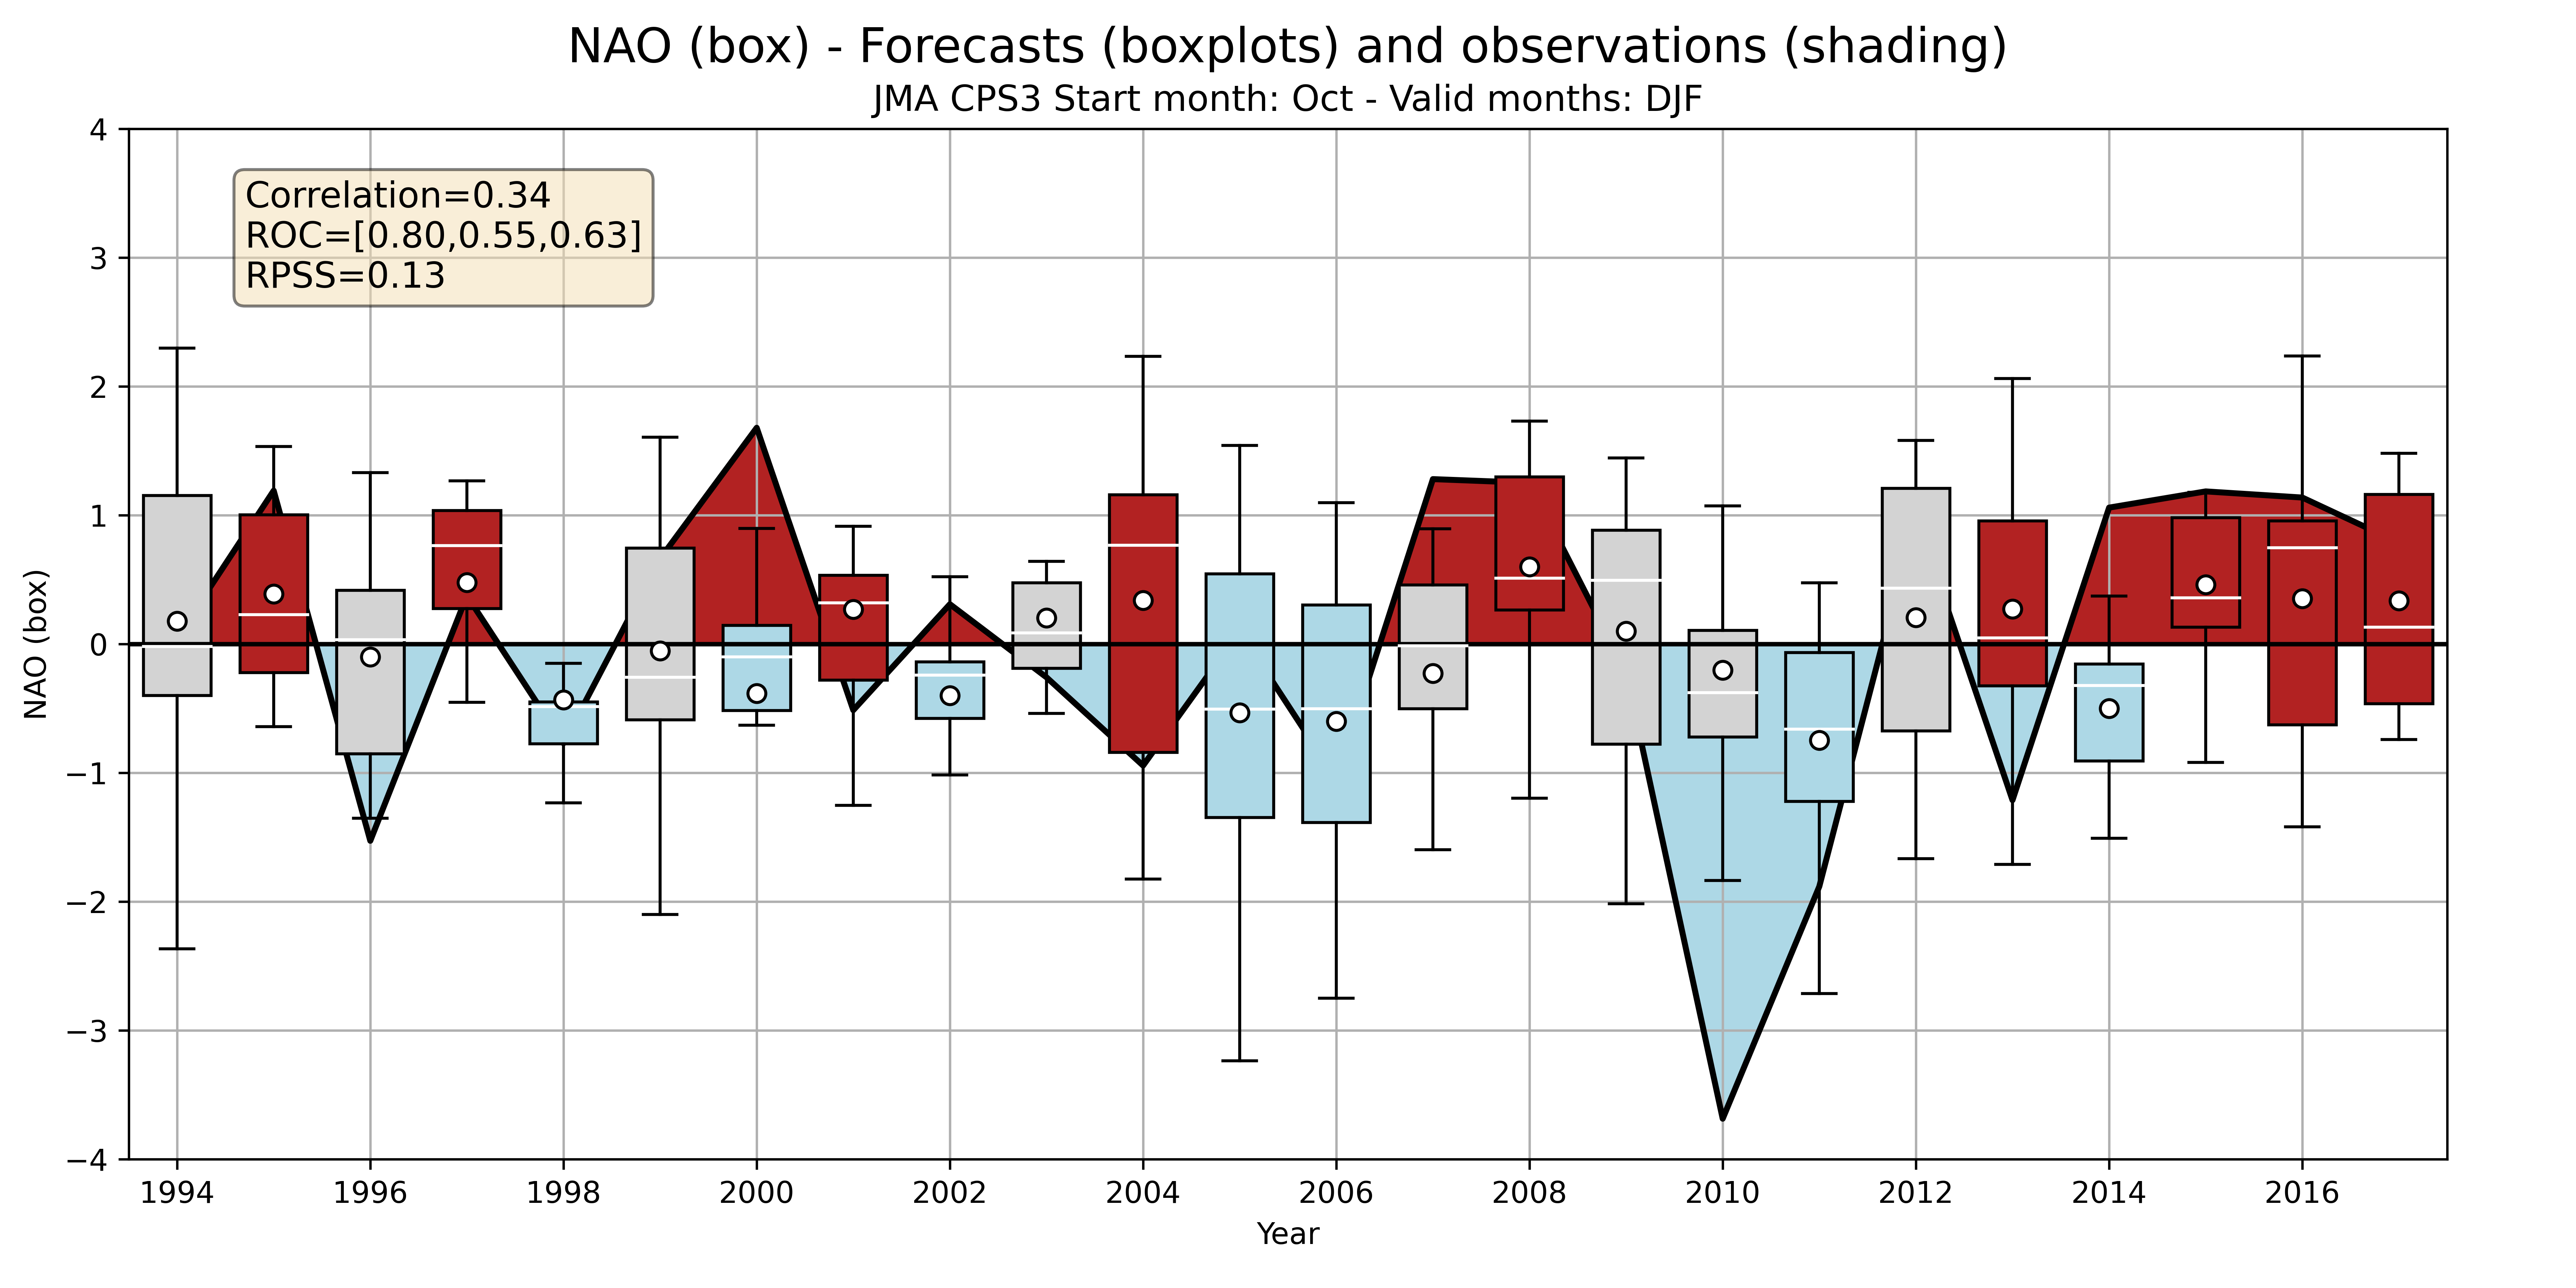 NAO (box) - Forecasts (boxplots) and observations (shading)
JMA CPS3 Start month: Oct - Valid months: DJF
Correlation=0.34
ROC=[0.80,0.55,0.63]
RPSS=0.13
NAO (box)
4
3
2
1
0
−1
−2
−3
−4
1994 1996 1998 2000 2002 2004 2006 2008 2010 2012 2014 2016
Year